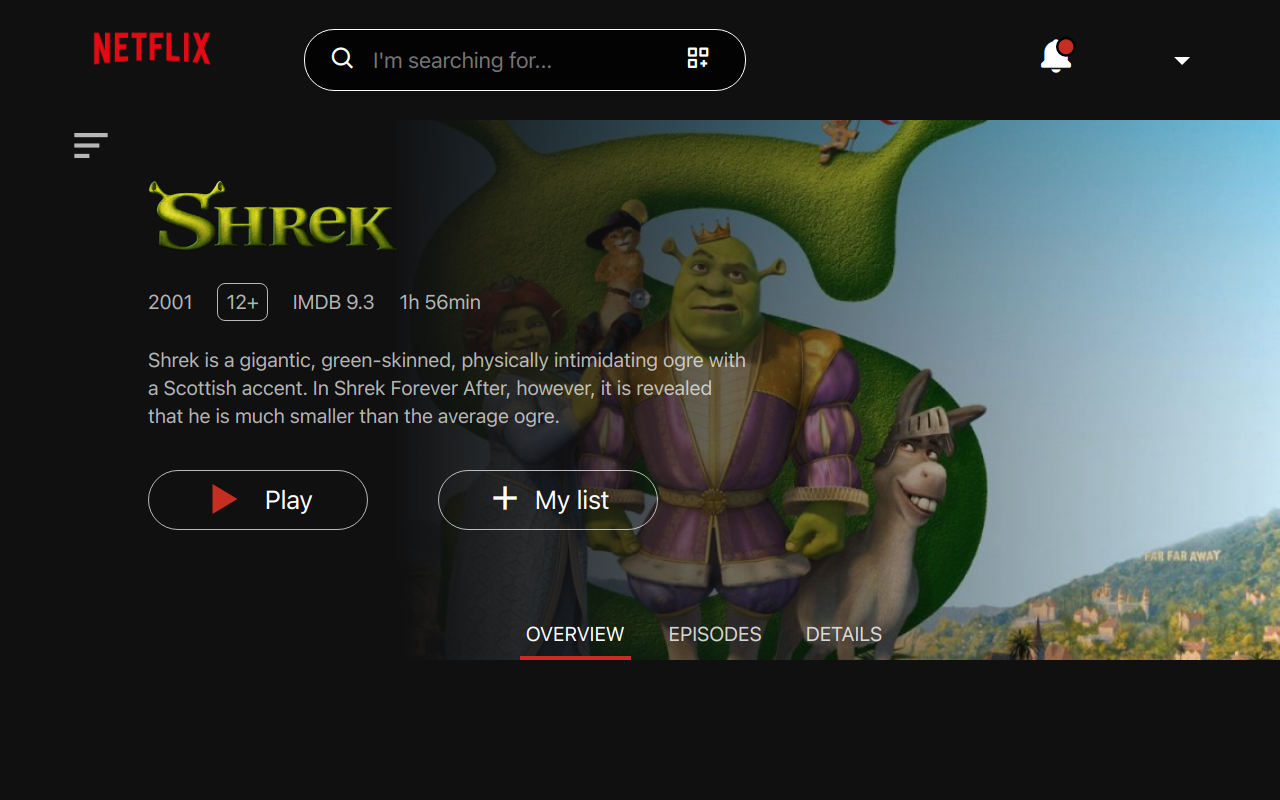 NETFLIX
I'm searching for...
SHREK
2001 12+ IMDB 9.3 1h 56min
Shrek is a gigantic, green-skinned, physically intimidating ogre with
a Scottish accent. In Shrek Forever After, however, it is revealed
that he is much smaller than the average ogre.
Play My list
FAR FAR AWAY
OVERVIEW EPISODES DETAILS